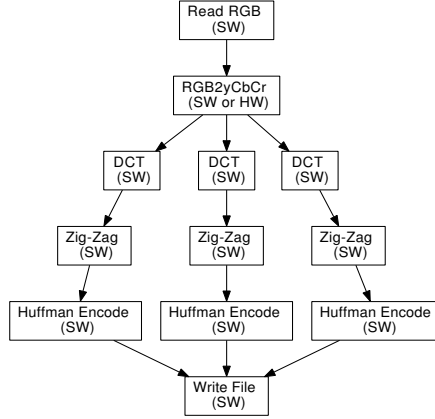 Read RGB
(SW)
RGB2yCbCr
(SW or HW)
DCT
(SW)
DCT
(SW)
DCT
(SW)
Zig-Zag
(SW)
Zig-Zag
(SW)
Zig-Zag
(SW)
Huffman Encode
(SW)
Huffman Encode
(SW)
Huffman Encode
(SW)
Write File
(SW)